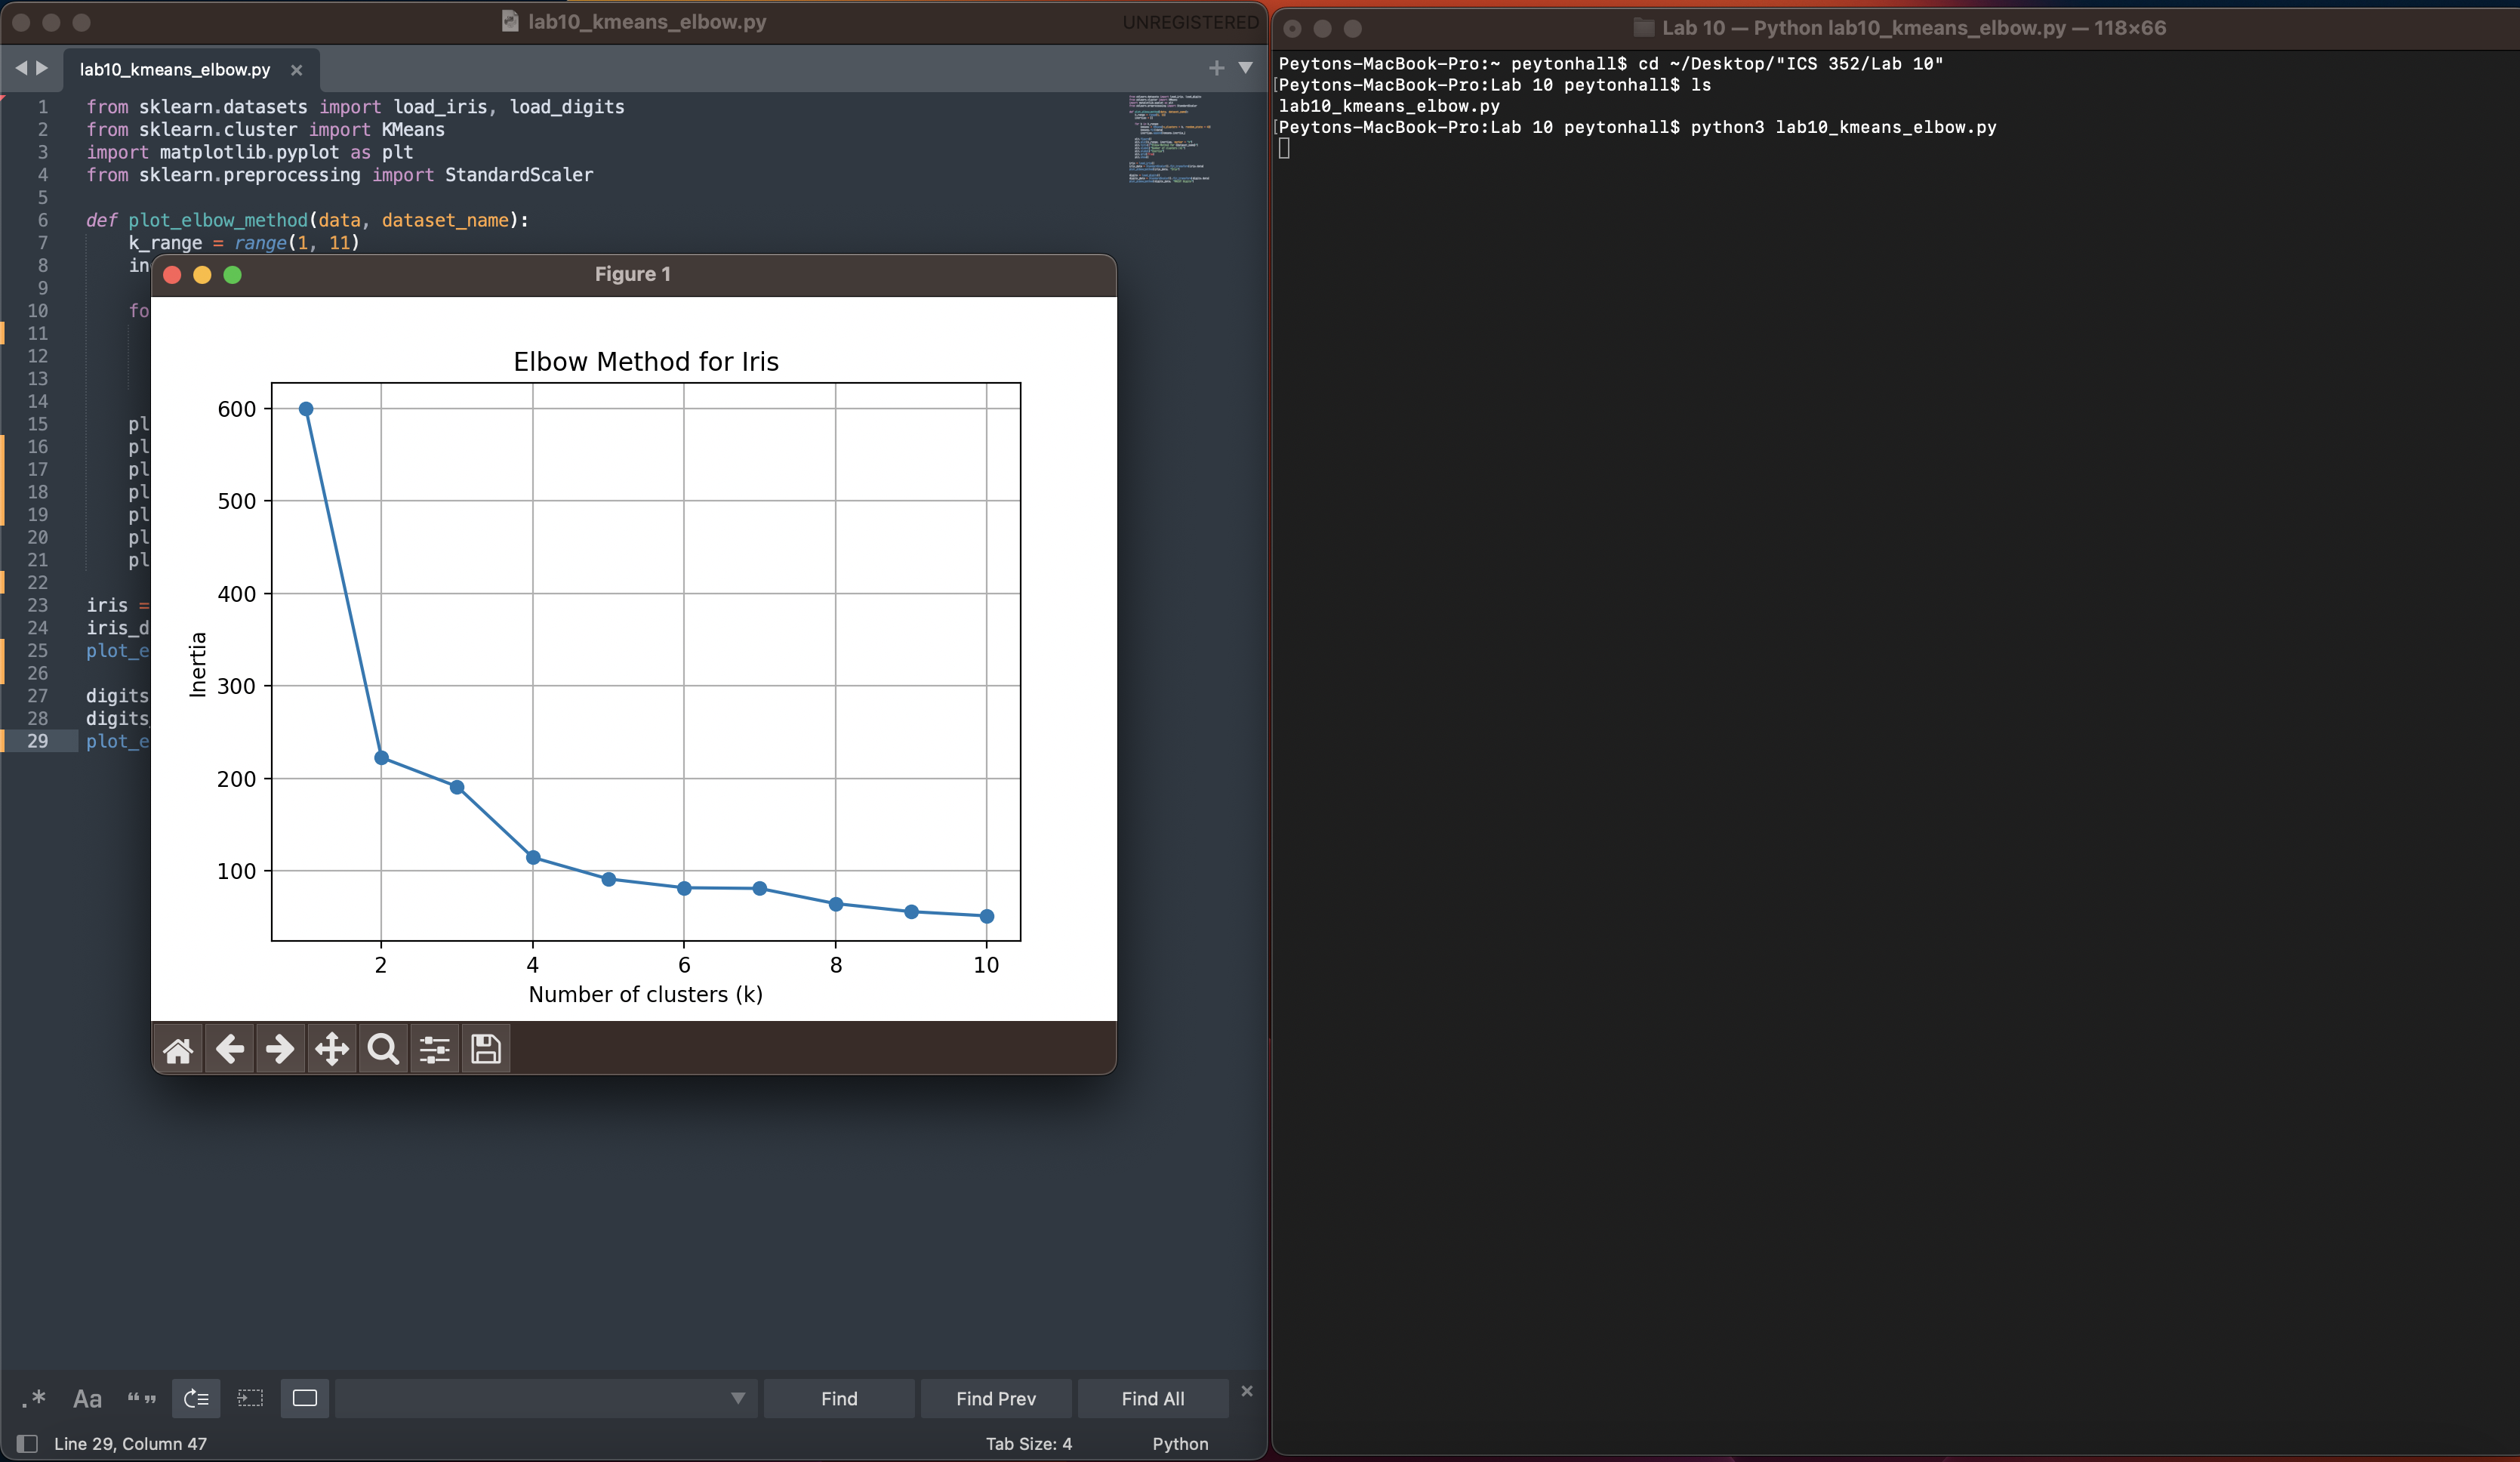 lab10_kmeans_elbow.py
UNREGISTERED
lab10_kmeans_elbow.py
1 from sklearn.datasets import load_iris, load_digits
2 from sklearn.cluster import KMeans
3 import matplotlib.pyplot as plt
4 from sklearn.preprocessing import StandardScaler
5
6 def plot_elbow_method(data, dataset_name):
7 k_range = range(1, 11)
8 in
9
10 fo
11
12
13
14
15 pl
16 pl
17 pl
18 pl
19 pl
20 pl
21 pl
22
23 iris =
24 iris_d
25 plot_e
26
27 digits
28 digits
29 plot_e
Figure 1
Elbow Method for Iris
600
500
400
300
200
100
Inertia
2 4 6 8 10
Number of clusters (k)
.* Aa “ ” Find Find Prev Find All
Line 29, Column 47 Tab Size: 4 Python
Lab 10 — Python lab10_kmeans_elbow.py — 118×66
Peytons-MacBook-Pro:~ peytonhall$ cd ~/Desktop/"ICS 352/Lab 10"
[Peytons-MacBook-Pro:Lab 10 peytonhall$ ls
lab10_kmeans_elbow.py
[Peytons-MacBook-Pro:Lab 10 peytonhall$ python3 lab10_kmeans_elbow.py